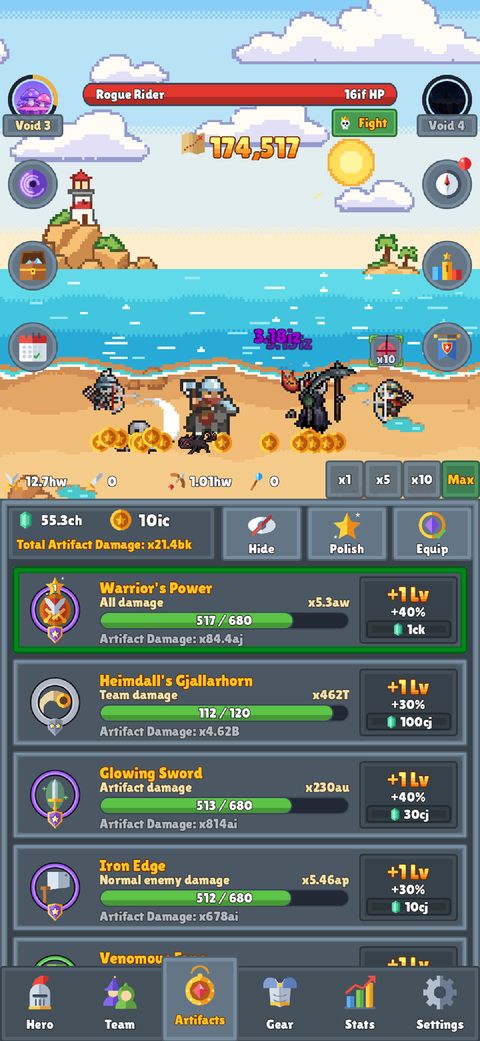 Rogue Rider 16if HP
Void 3
Fight
Void 4
174,517
x10
12.7hw 0 1.01hw 0
x1 x5 x10 Max
55.3ch 10ic
Total Artifact Damage: x21.4bk
Hide Polish Equip
Warrior's Power
All damage x5.3aw
517 / 680
Artifact Damage: x84.4aj
+1 Lv
+40%
1ck
Heimdall's Gjallarhorn
Team damage x462T
112 / 120
Artifact Damage: x4.62B
+1 Lv
+30%
100cj
Glowing Sword
Artifact damage x230au
513 / 680
Artifact Damage: x814ai
+1 Lv
+40%
30cj
Iron Edge
Normal enemy damage x5.46ap
512 / 680
Artifact Damage: x678ai
+1 Lv
+30%
10cj
Hero Team Artifacts Gear Stats Settings